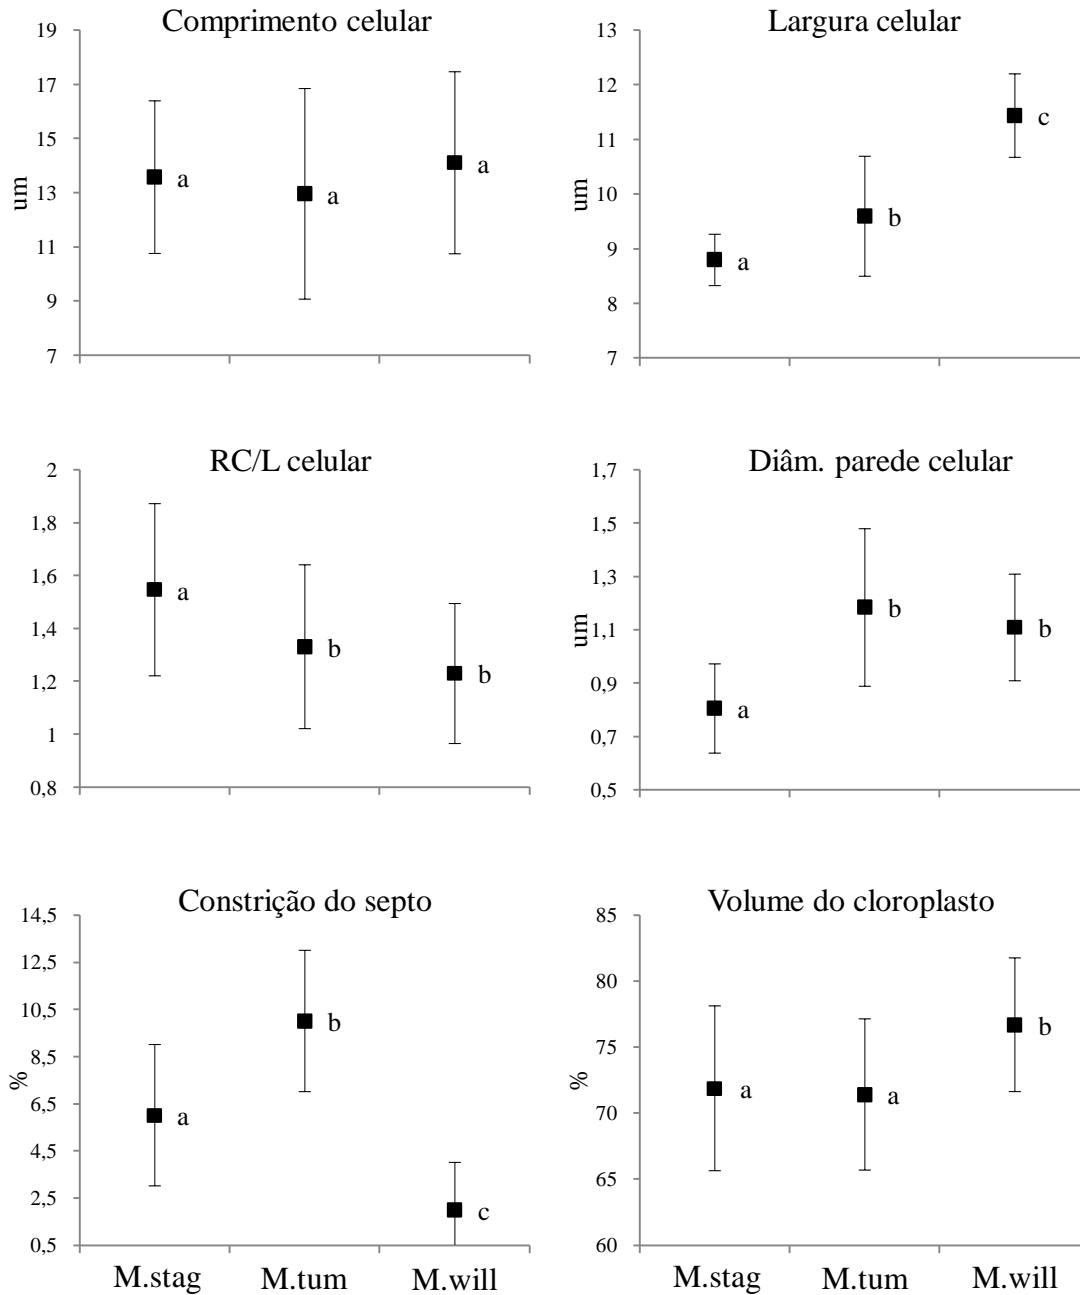 Comprimento celular
19
17
15
13
11
9
7
um
a
a
a
Largura celular
13
12
11
10
9
8
7
um
a
b
c
RC/L celular
2
1,8
1,6
1,4
1,2
1
0,8
a
b
b
Diâm. parede celular
1,7
1,5
1,3
1,1
0,9
0,7
0,5
um
a
b
b
Constrição do septo
14,5
12,5
10,5
8,5
6,5
4,5
2,5
0,5
%
a
b
c
M.stag M.tum M.will
Volume do cloroplasto
85
80
75
70
65
60
%
a
a
b
M.stag M.tum M.will